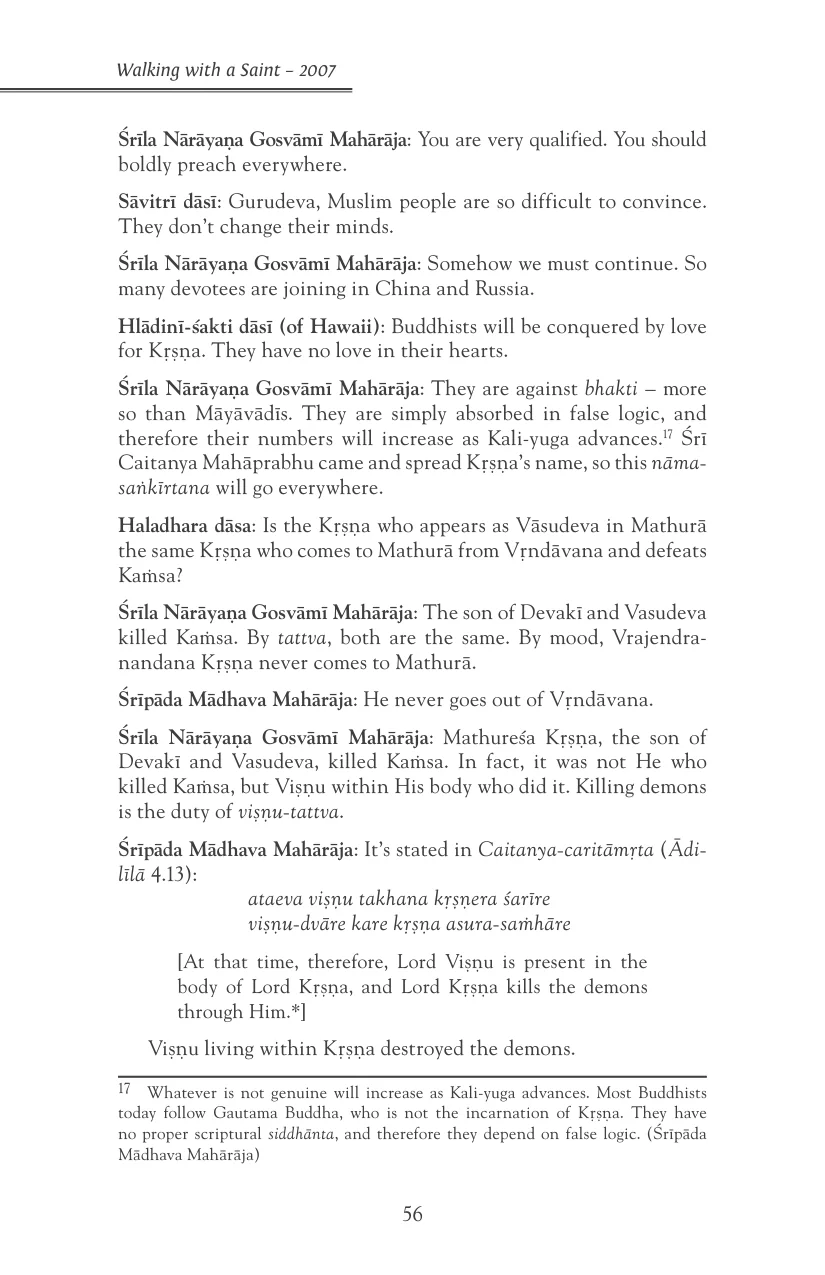 Walking with a Saint – 2007
Śrīla Nārāyaṇa Gosvāmī Mahārāja: You are very qualified. You should
boldly preach everywhere.
Sāvitrī dāsī: Gurudeva, Muslim people are so difficult to convince.
They don’t change their minds.
Śrīla Nārāyaṇa Gosvāmī Mahārāja: Somehow we must continue. So
many devotees are joining in China and Russia.
Hlādinī-śakti dāsī (of Hawaii): Buddhists will be conquered by love
for Kṛṣṇa. They have no love in their hearts.
Śrīla Nārāyaṇa Gosvāmī Mahārāja: They are against bhakti – more
so than Māyāvādīs. They are simply absorbed in false logic, and
therefore their numbers will increase as Kali-yuga advances.17 Śrī
Caitanya Mahāprabhu came and spread Kṛṣṇa’s name, so this nāma-
saṅkīrtana will go everywhere.
Haladhara dāsa: Is the Kṛṣṇa who appears as Vāsudeva in Mathurā
the same Kṛṣṇa who comes to Mathurā from Vṛndāvana and defeats
Kaṁsa?
Śrīla Nārāyaṇa Gosvāmī Mahārāja: The son of Devakī and Vasudeva
killed Kaṁsa. By tattva, both are the same. By mood, Vrajendra-
nandana Kṛṣṇa never comes to Mathurā.
Śrīpāda Mādhava Mahārāja: He never goes out of Vṛndāvana.
Śrīla Nārāyaṇa Gosvāmī Mahārāja: Mathureśa Kṛṣṇa, the son of
Devakī and Vasudeva, killed Kaṁsa. In fact, it was not He who
killed Kaṁsa, but Viṣṇu within His body who did it. Killing demons
is the duty of viṣṇu-tattva.
Śrīpāda Mādhava Mahārāja: It’s stated in Caitanya-caritāmṛta (Ādi-
līlā 4.13):
ataeva viṣṇu takhana kṛṣṇera śarīre
viṣṇu-dvāre kare kṛṣṇa asura-saṁhāre
[At that time, therefore, Lord Viṣṇu is present in the
body of Lord Kṛṣṇa, and Lord Kṛṣṇa kills the demons
through Him.*]
Viṣṇu living within Kṛṣṇa destroyed the demons.
17 Whatever is not genuine will increase as Kali-yuga advances. Most Buddhists
today follow Gautama Buddha, who is not the incarnation of Kṛṣṇa. They have
no proper scriptural siddhānta, and therefore they depend on false logic. (Śrīpāda
Mādhava Mahārāja)
56